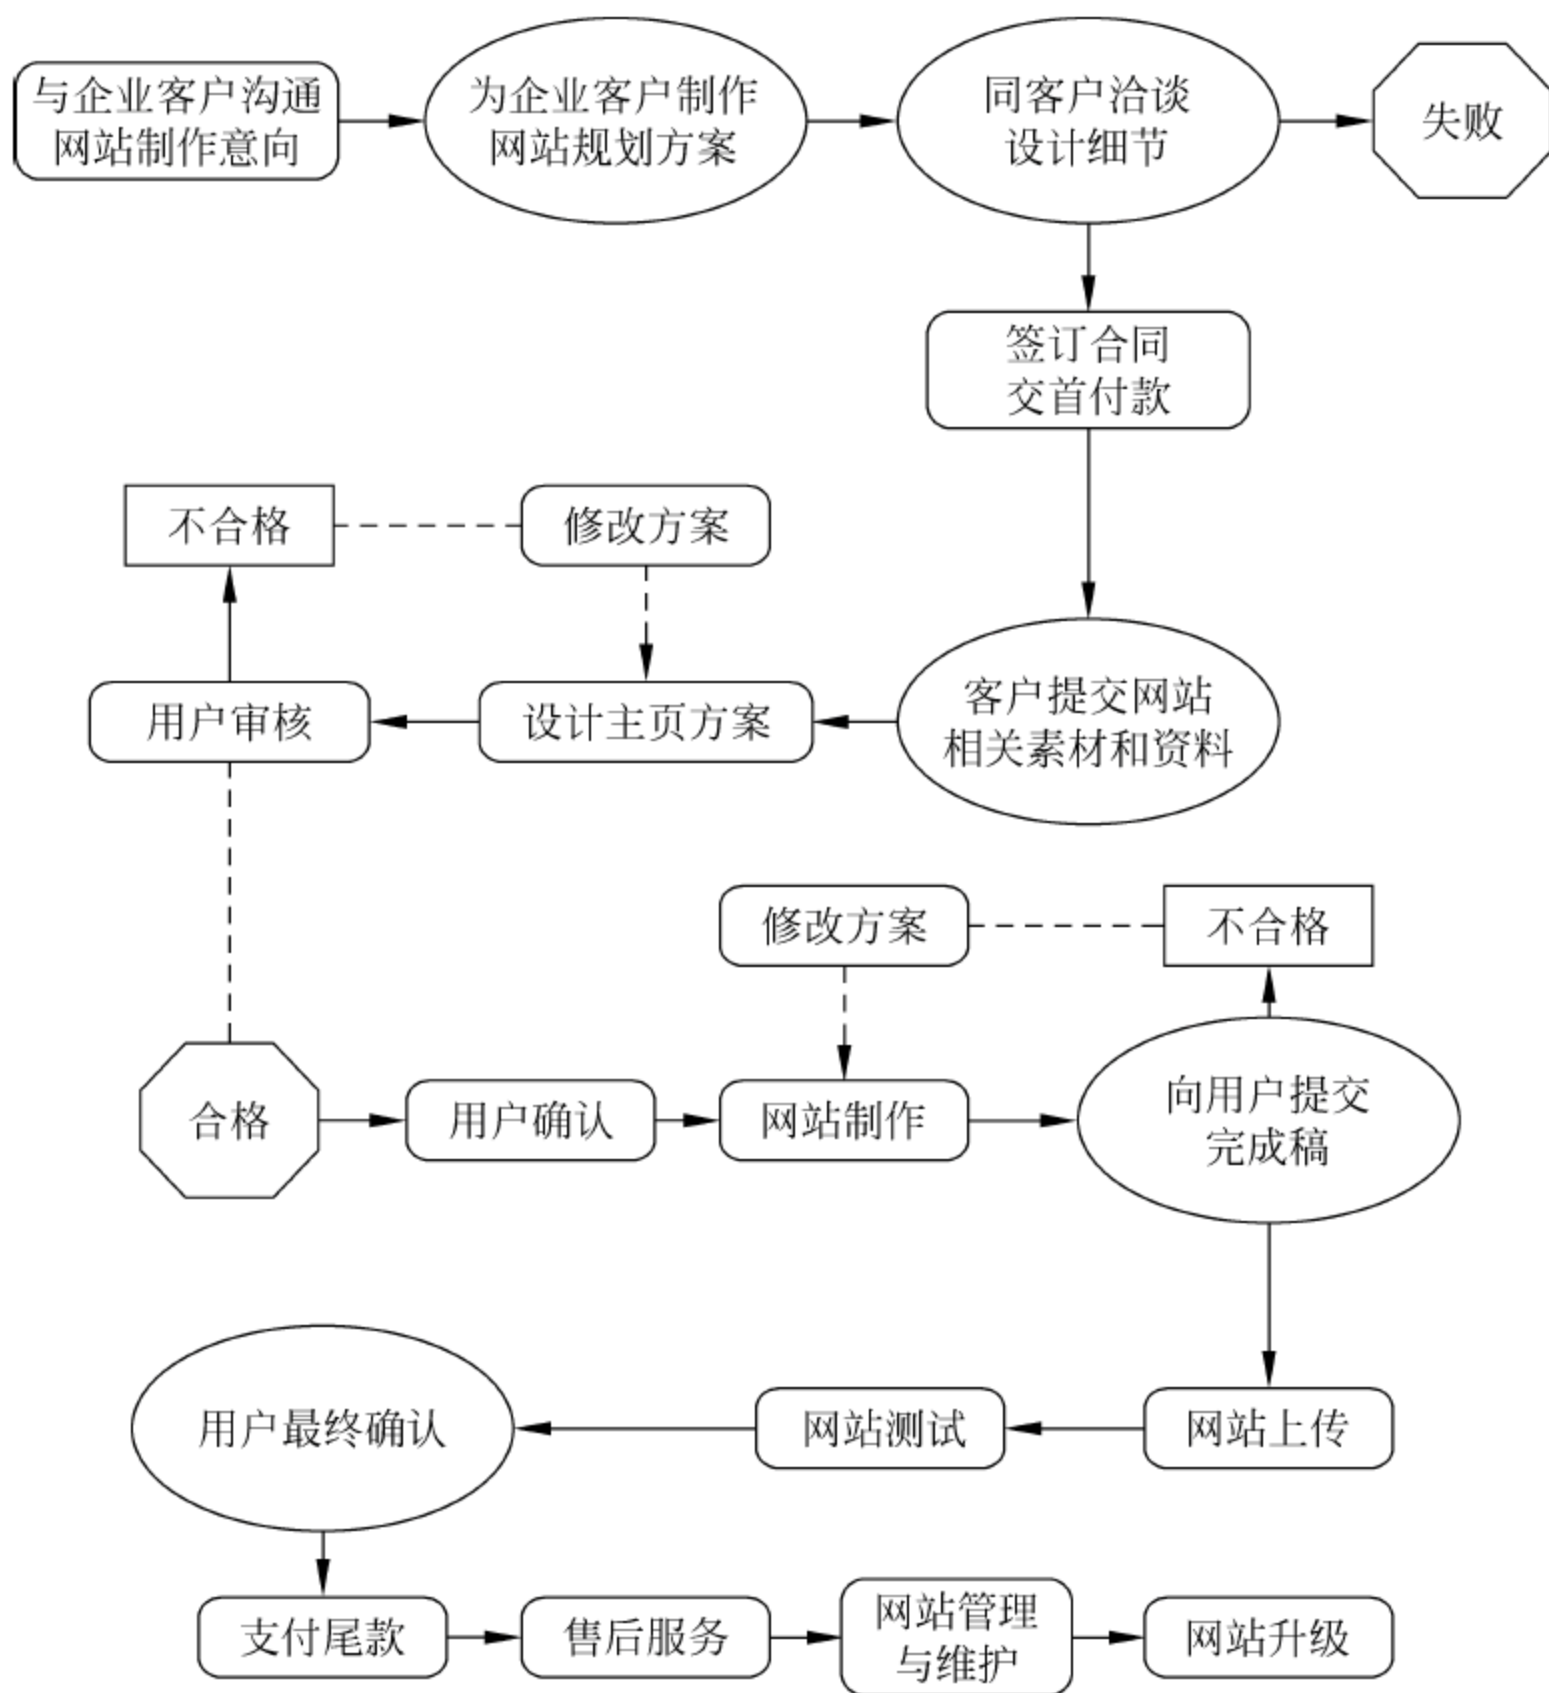 与企业客户沟通
网站制作意向
为企业客户制作
网站规划方案
同客户洽谈
设计细节
失败
签订合同
交首付款
不合格
修改方案
用户审核
设计主页方案
客户提交网站
相关素材和资料
修改方案
不合格
合格
用户确认
网站制作
向用户提交
完成稿
用户最终确认
网站测试
网站上传
支付尾款
售后服务
网站管理
与维护
网站升级